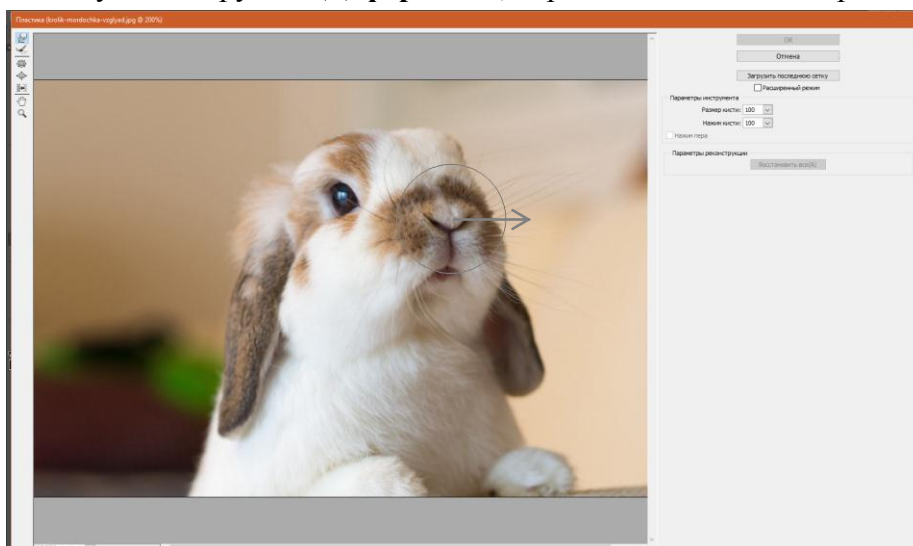 Пластика (krolik-mordochka-vzglyad.jpg @ 200%)
OK
Отмена
Загрузить последнюю сетку
Расширенный режим
Параметры инструмента
Размер кисти: 100
Нажим кисти: 100
Нажим пера
Параметры реконструкции
Восстановить все(R)